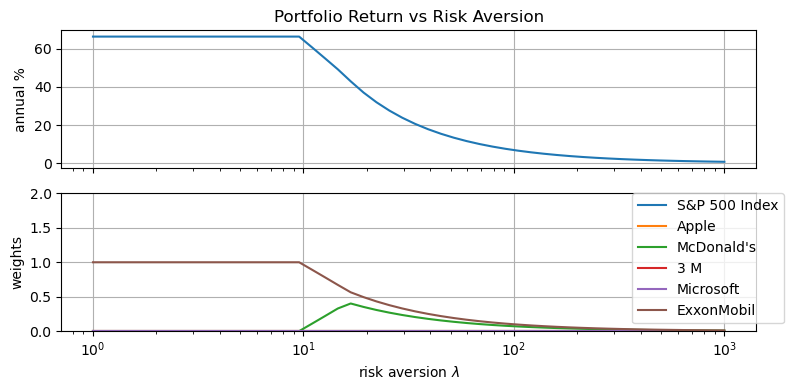 Portfolio Return vs Risk Aversion
annual %
60
40
20
0
weights
2.0
1.5
1.0
0.5
0.0
S&P 500 Index
Apple
McDonald's
3 M
Microsoft
ExxonMobil
10⁰
10¹
10²
10³
risk aversion λ